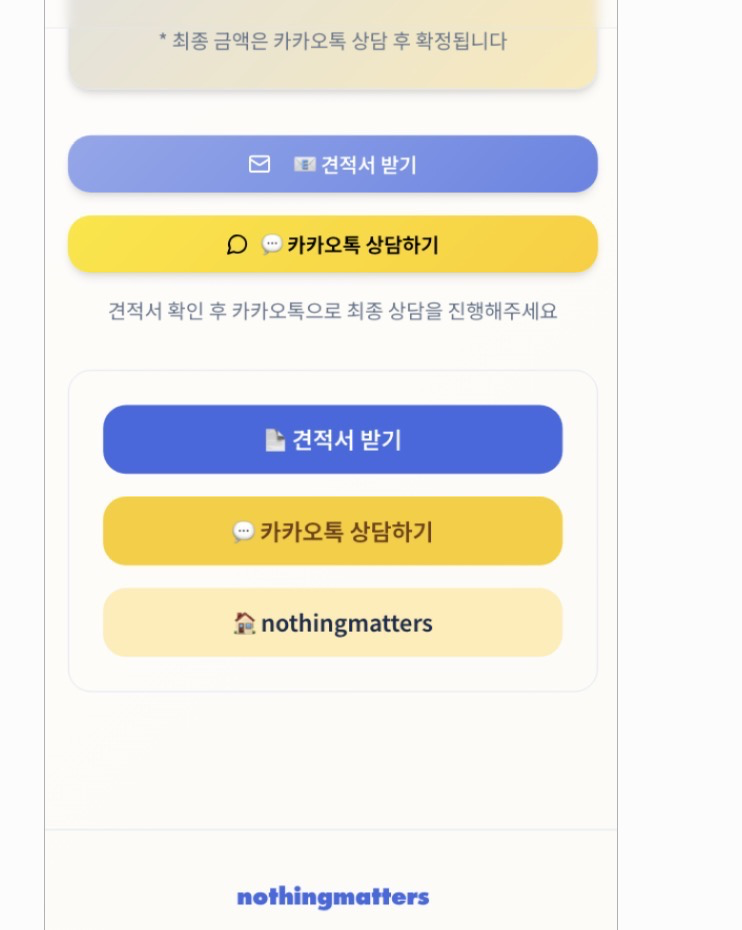 * 최종 금액은 카카오톡 상담 후 확정됩니다
📧 견적서 받기
💬 카카오톡 상담하기
견적서 확인 후 카카오톡으로 최종 상담을 진행해주세요
📄 견적서 받기
💬 카카오톡 상담하기
🏠 nothingmatters
nothingmatters